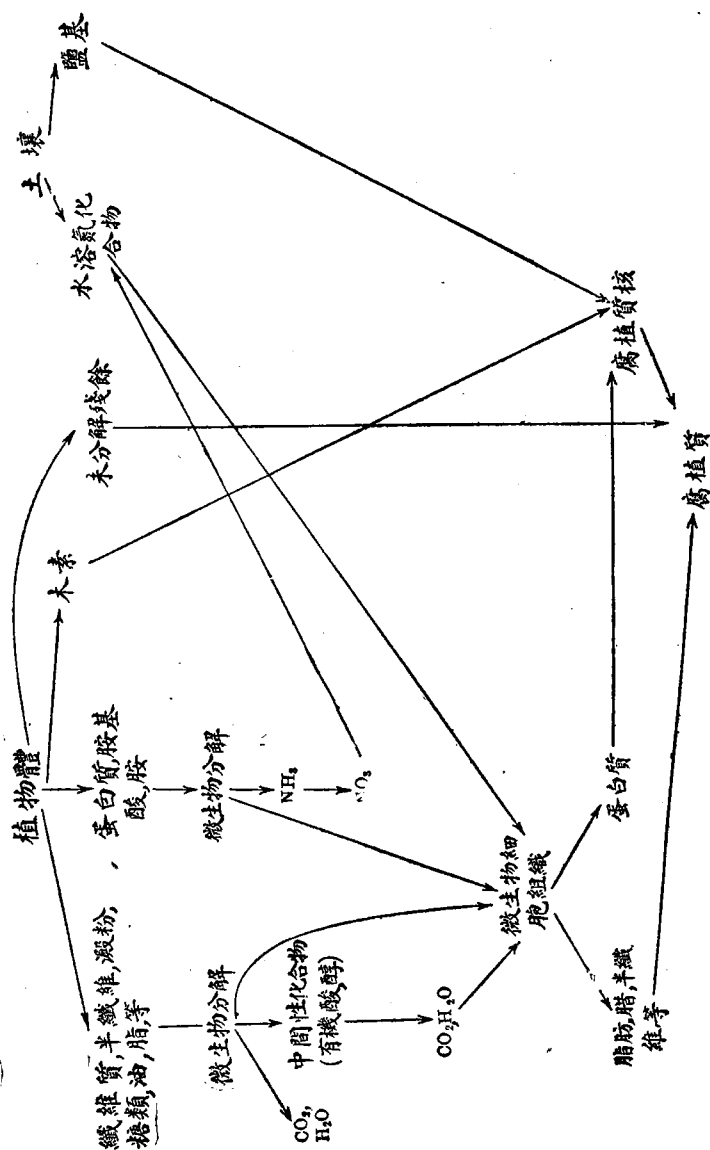 植物體
土壤
鹽基
水溶氮化
合物
未分解殘餘
木素
蛋白質,胺基
酸,胺
纖維質,半纖維,澱粉,
糖類,油,脂,等
微生物分解
NH₃
NO₃
微生物分解
CO₂,
H₂O
中間性化合物
(有機酸,醇)
CO₂H₂O
微生物細
胞組織
蛋白質
脂肪,腊,半纖
維等
腐植質核
腐植質